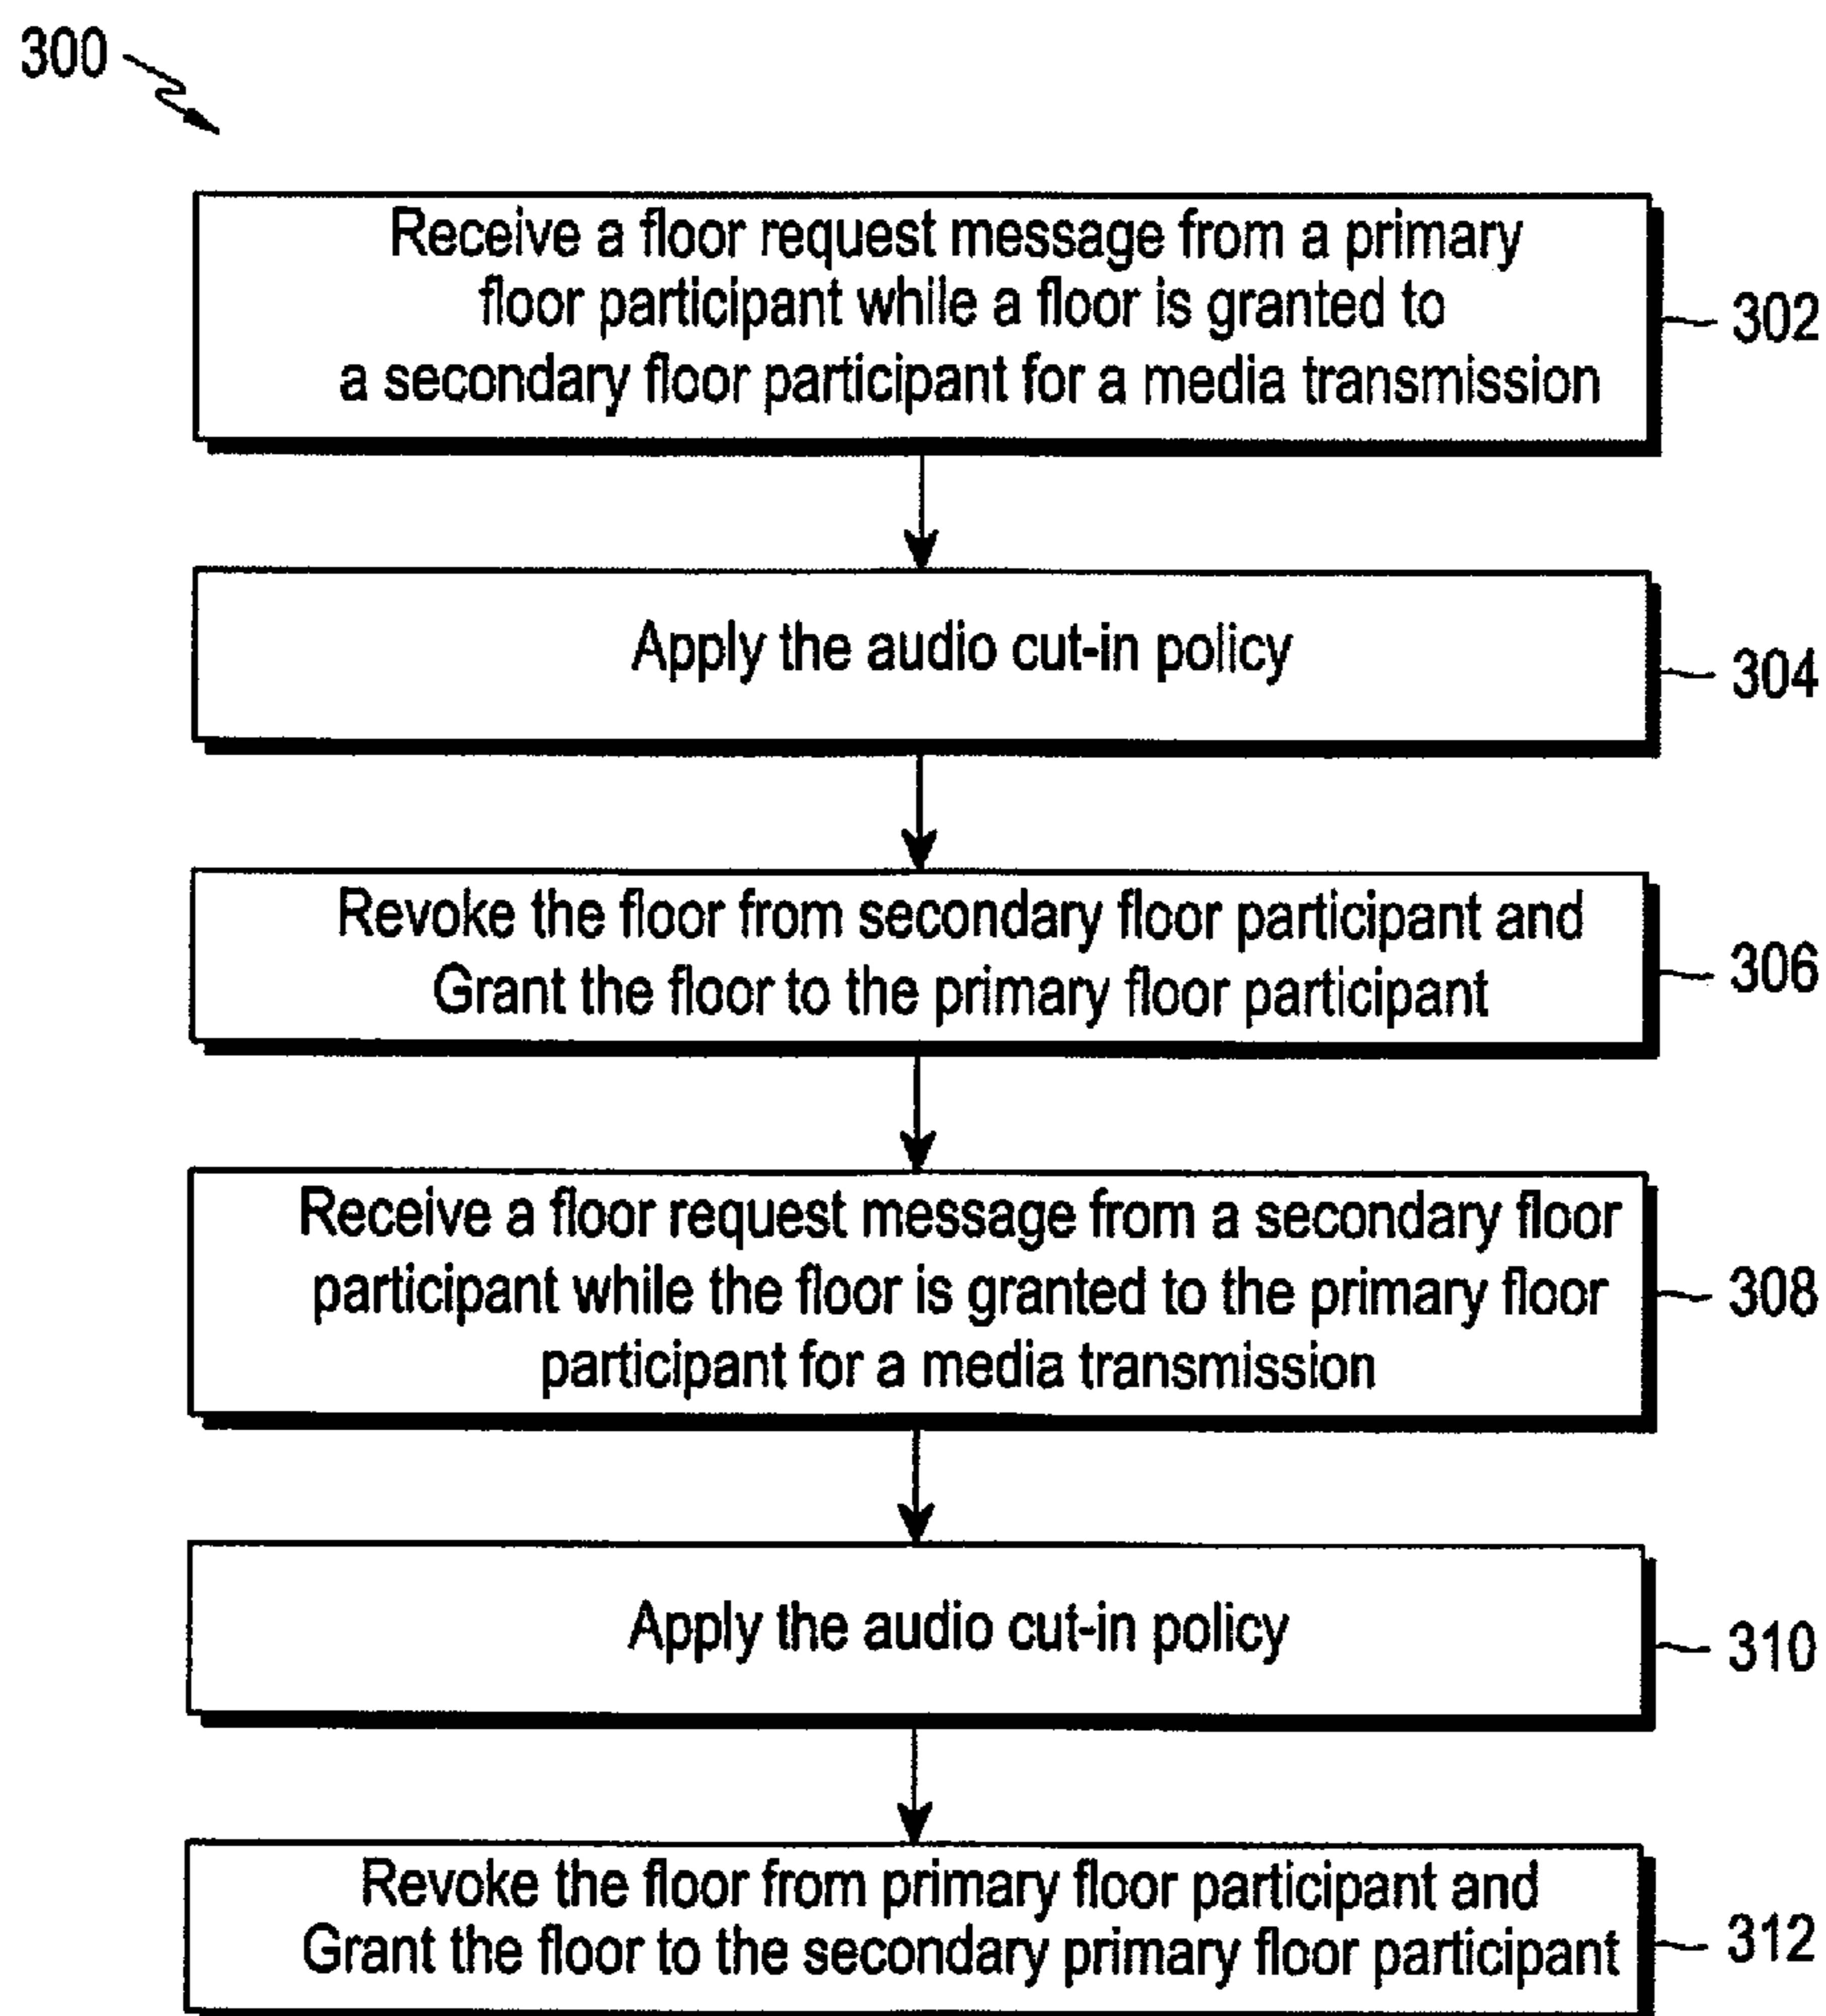 300
Receive a floor request message from a primary
floor participant while a floor is granted to
a secondary floor participant for a media transmission
302
Apply the audio cut-in policy
304
Revoke the floor from secondary floor participant and
Grant the floor to the primary floor participant
306
Receive a floor request message from a secondary floor
participant while the floor is granted to the primary floor
participant for a media transmission
308
Apply the audio cut-in policy
310
Revoke the floor from primary floor participant and
Grant the floor to the secondary primary floor participant
312